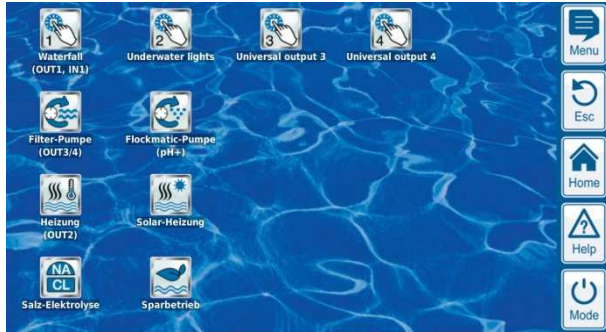 1
2
3
4
Waterfall
(OUT1, IN1)
Underwater lights
Universal output 3
Universal output 4
Filter-Pumpe
(OUT3/4)
Flockmatic-Pumpe
(pH+)
Heizung
(OUT2)
Solar-Heizung
NA
CL
Salz-Elektrolyse
Sparbetrieb
Menu
Esc
Home
?
Help
Mode